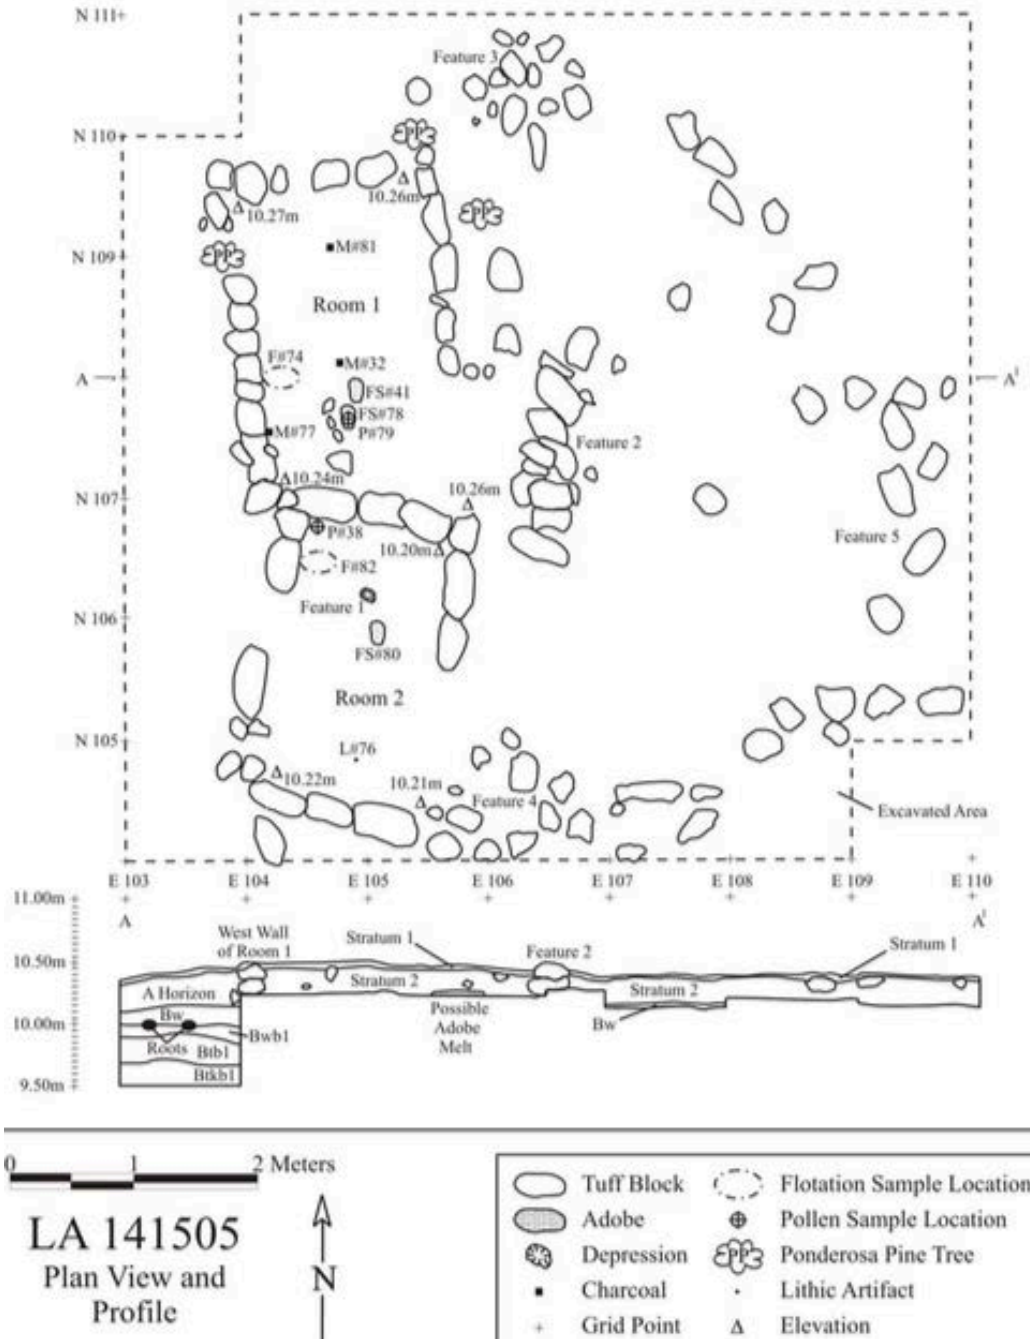 N 111
Feature 3
N 110
PP
10.26m
10.27m
PP
N 109
PP
M#81
Room 1
F#74
M#32
A
A¹
FS#41
FS#78
P#79
M#77
Feature 2
10.24m
10.26m
N 107
P#38
10.20m
Feature 5
F#82
Feature 1
N 106
FS#80
Room 2
N 105
L#76
10.22m
10.21m
Feature 4
Excavated Area
E 103
E 104
E 105
E 106
E 107
E 108
E 109
E 110
11.00m
A
A¹
West Wall
of Room 1
Stratum 1
Feature 2
Stratum 1
10.50m
A Horizon
Stratum 2
Stratum 2
Bw
Possible
Adobe
Melt
Bw
10.00m
Bwb1
Roots
Btb1
Btkb1
9.50m
0 1 2 Meters
LA 141505
Plan View and
Profile
N
Tuff Block
Flotation Sample Location
Adobe
Pollen Sample Location
Depression
PP
Ponderosa Pine Tree
Charcoal
Lithic Artifact
Grid Point
Elevation